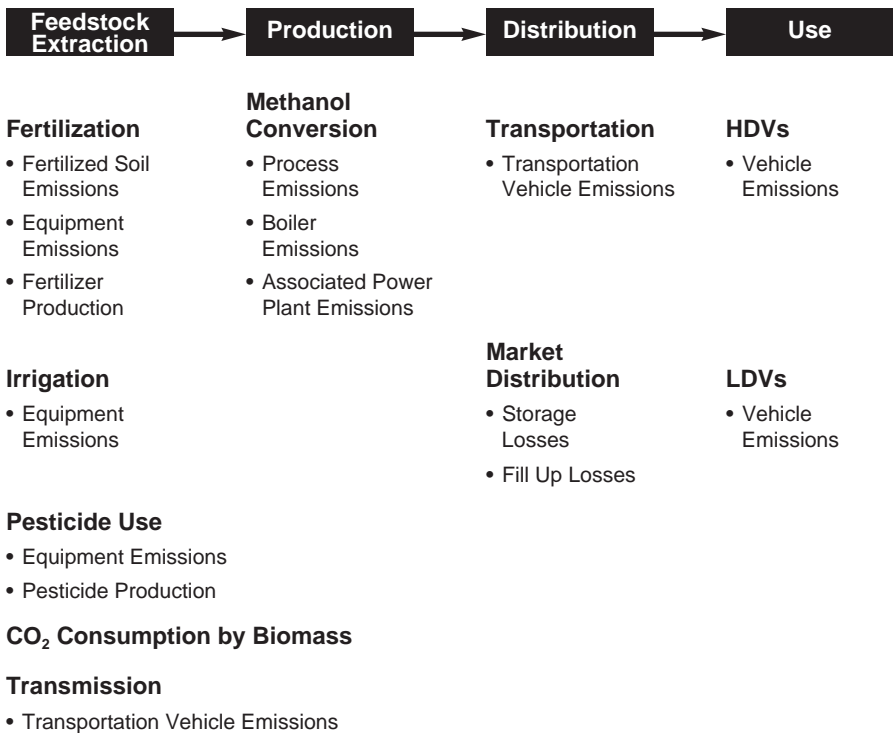 Feedstock
Extraction
Production
Distribution
Use
Fertilization
• Fertilized Soil
Emissions
• Equipment
Emissions
• Fertilizer
Production
Irrigation
• Equipment
Emissions
Pesticide Use
• Equipment Emissions
• Pesticide Production
CO₂ Consumption by Biomass
Transmission
• Transportation Vehicle Emissions
Methanol
Conversion
• Process
Emissions
• Boiler
Emissions
• Associated Power
Plant Emissions
Transportation
• Transportation
Vehicle Emissions
Market
Distribution
• Storage
Losses
• Fill Up Losses
HDVs
• Vehicle
Emissions
LDVs
• Vehicle
Emissions